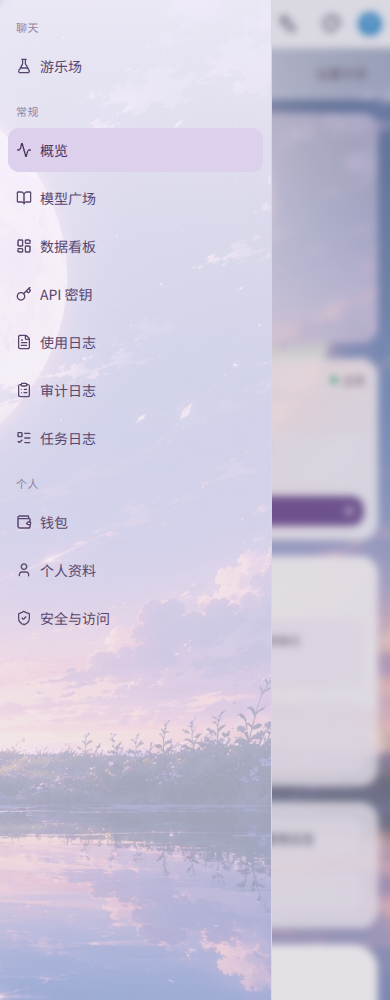 聊天
游乐场
常规
概览
模型广场
数据看板
API 密钥
使用日志
审计日志
任务日志
个人
钱包
个人资料
安全与访问